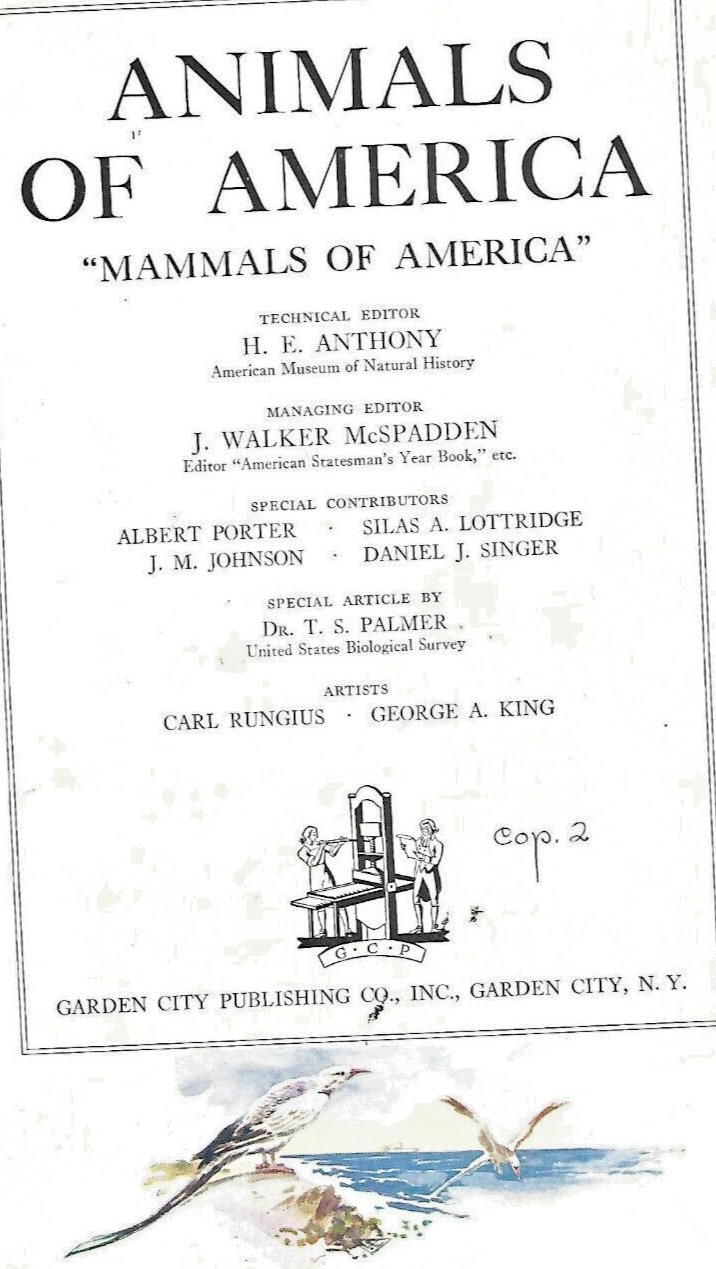 ANIMALS
OF AMERICA
“MAMMALS OF AMERICA”
TECHNICAL EDITOR
H. E. ANTHONY
American Museum of Natural History
MANAGING EDITOR
J. WALKER McSPADDEN
Editor “American Statesman's Year Book,” etc.
SPECIAL CONTRIBUTORS
ALBERT PORTER · SILAS A. LOTTRIDGE
J. M. JOHNSON · DANIEL J. SINGER
SPECIAL ARTICLE BY
DR. T. S. PALMER
United States Biological Survey
ARTISTS
CARL RUNGIUS · GEORGE A. KING
cop. 2
G·C·P
GARDEN CITY PUBLISHING CO., INC., GARDEN CITY, N. Y.